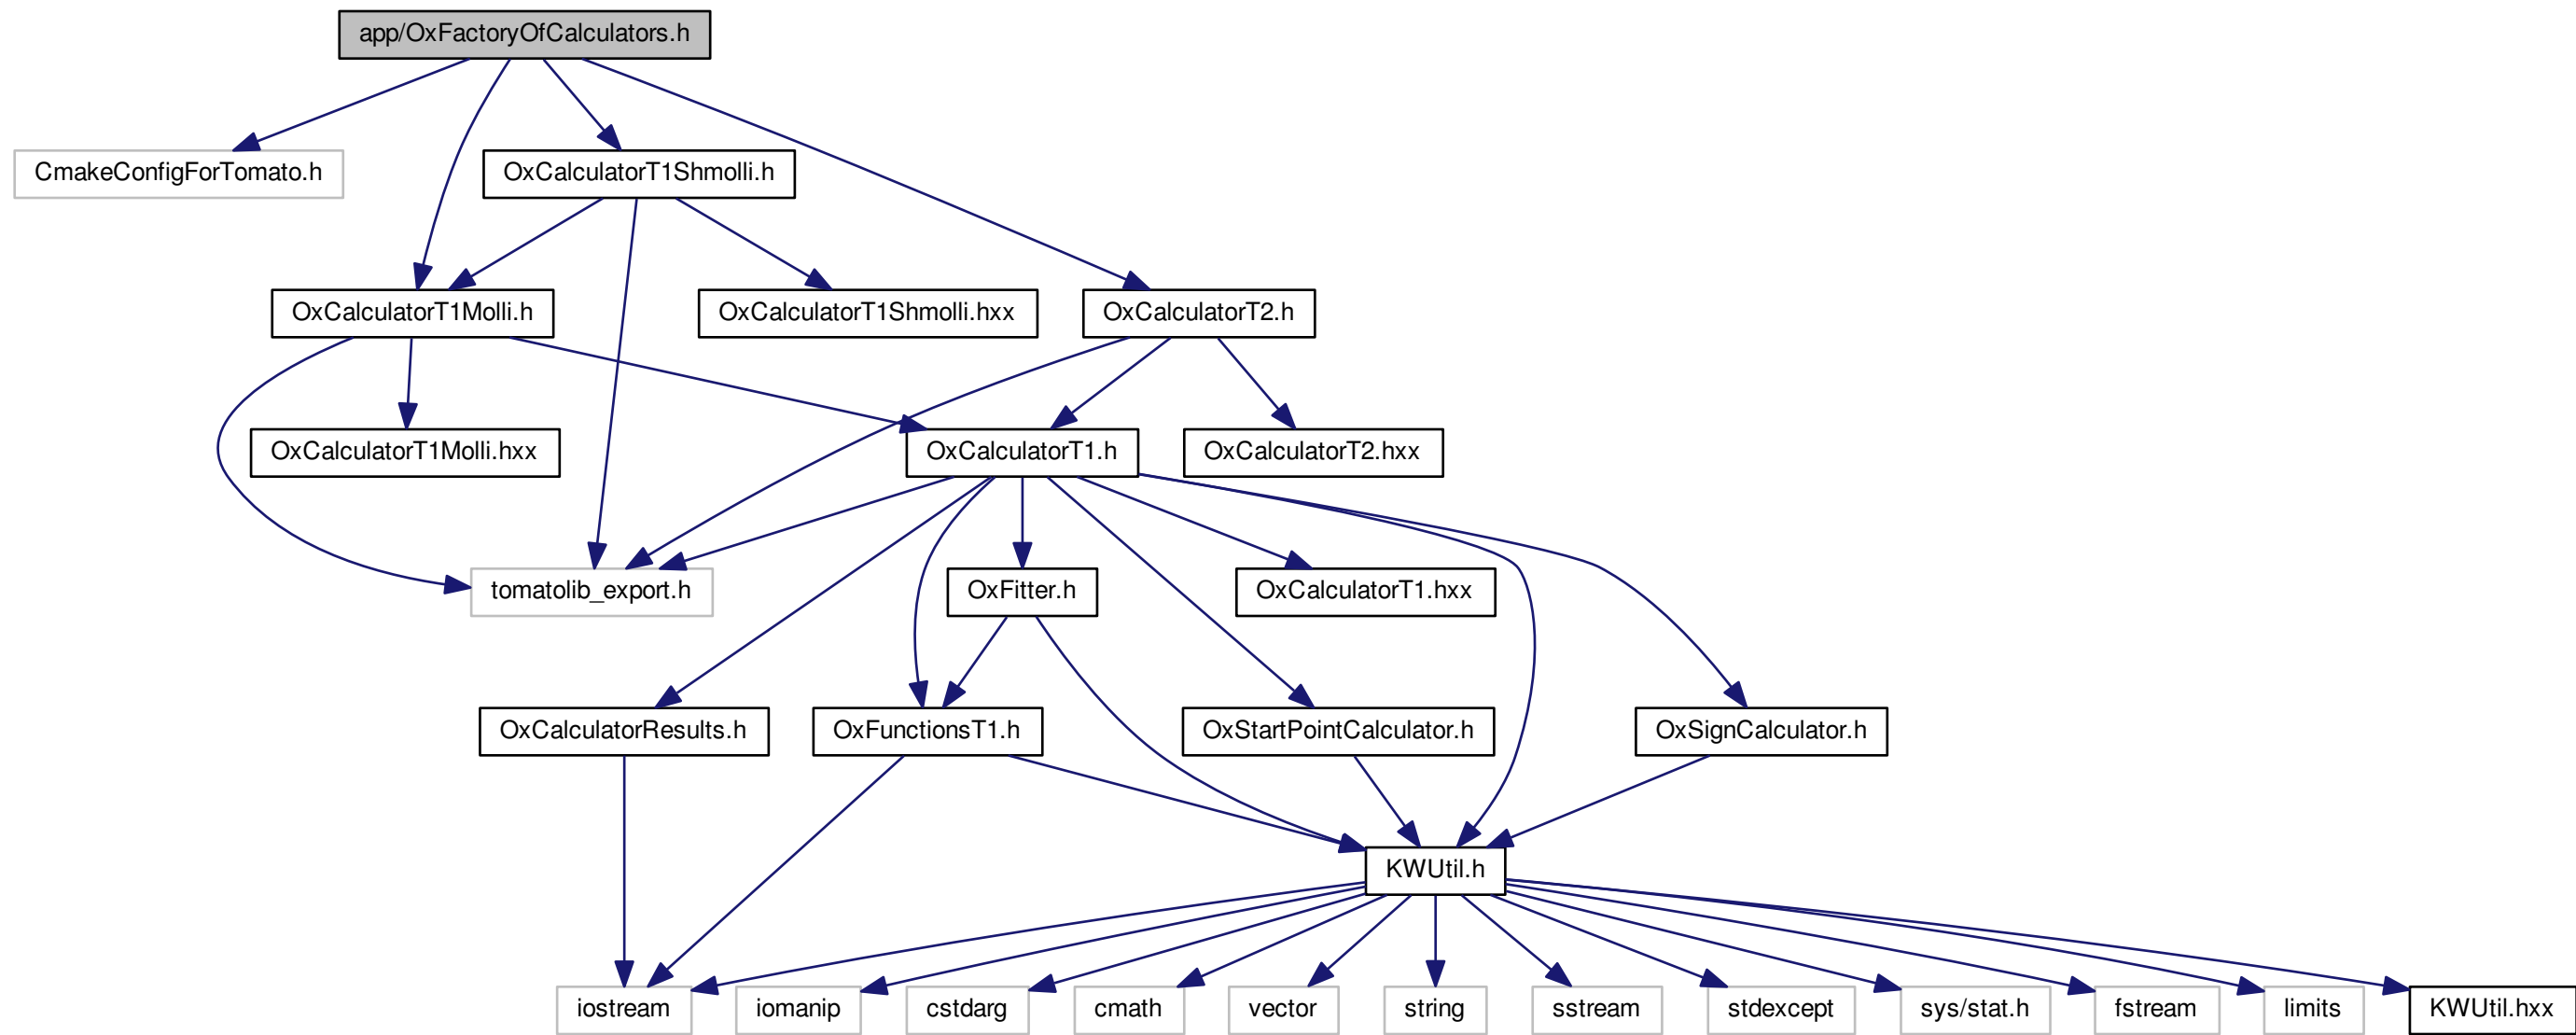 app/OxFactoryOfCalculators.h
CmakeConfigForTomato.h
OxCalculatorT1Shmolli.h
OxCalculatorT1Molli.h
OxCalculatorT1Shmolli.hxx
OxCalculatorT2.h
OxCalculatorT1Molli.hxx
OxCalculatorT1.h
OxCalculatorT2.hxx
tomatolib_export.h
OxFitter.h
OxCalculatorT1.hxx
OxCalculatorResults.h
OxFunctionsT1.h
OxStartPointCalculator.h
OxSignCalculator.h
KWUtil.h
iostream
iomanip
cstdarg
cmath
vector
string
sstream
stdexcept
sys/stat.h
fstream
limits
KWUtil.hxx